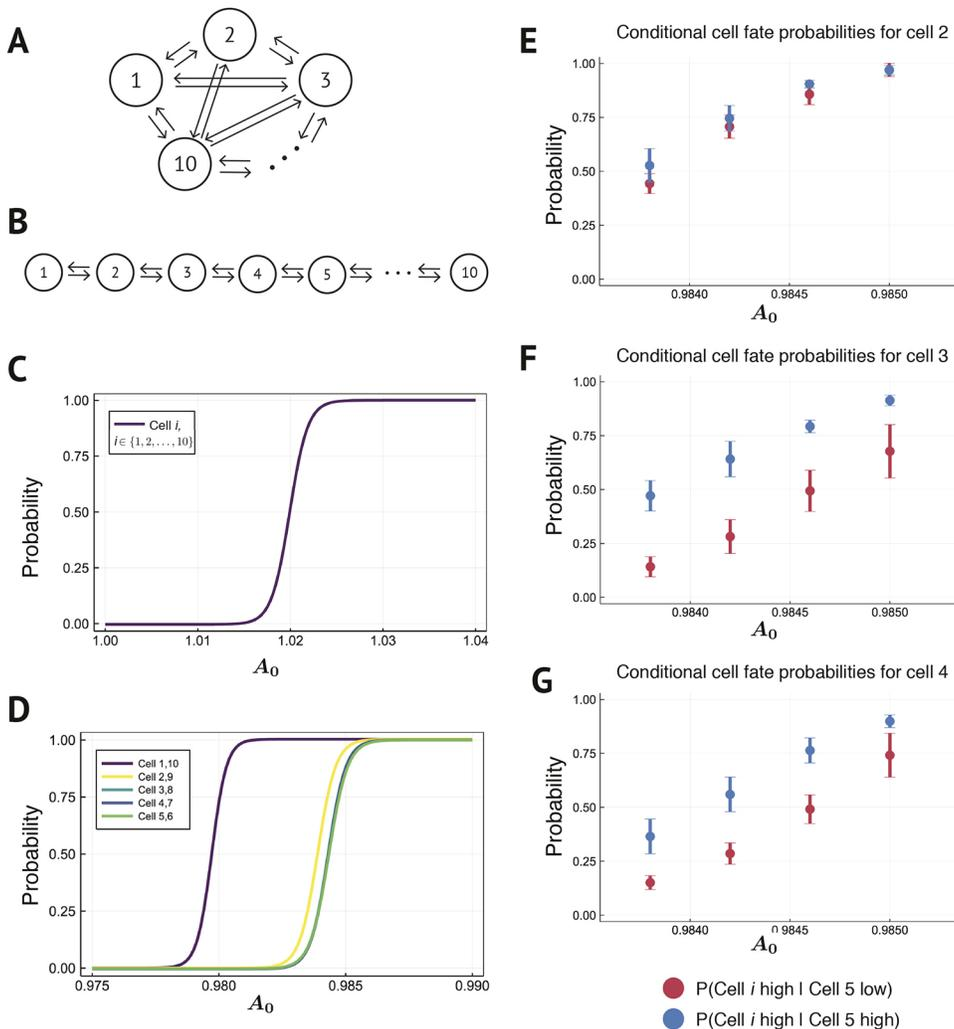 A
1
2
3
10
B
1
2
3
4
5
10
C
1.00
0.75
0.50
0.25
0.00
Probability
Cell i,
i ∈ {1, 2, . . . , 10}
1.00
1.01
1.02
1.03
1.04
A₀
D
1.00
0.75
0.50
0.25
0.00
Probability
Cell 1,10
Cell 2,9
Cell 3,8
Cell 4,7
Cell 5,6
0.975
0.980
0.985
0.990
A₀
E
Conditional cell fate probabilities for cell 2
1.00
0.75
0.50
0.25
0.00
Probability
0.9840
0.9845
0.9850
A₀
F
Conditional cell fate probabilities for cell 3
1.00
0.75
0.50
0.25
0.00
Probability
0.9840
0.9845
0.9850
A₀
G
Conditional cell fate probabilities for cell 4
1.00
0.75
0.50
0.25
0.00
Probability
0.9840
0.9845
0.9850
A₀
P(Cell i high I Cell 5 low)
P(Cell i high I Cell 5 high)